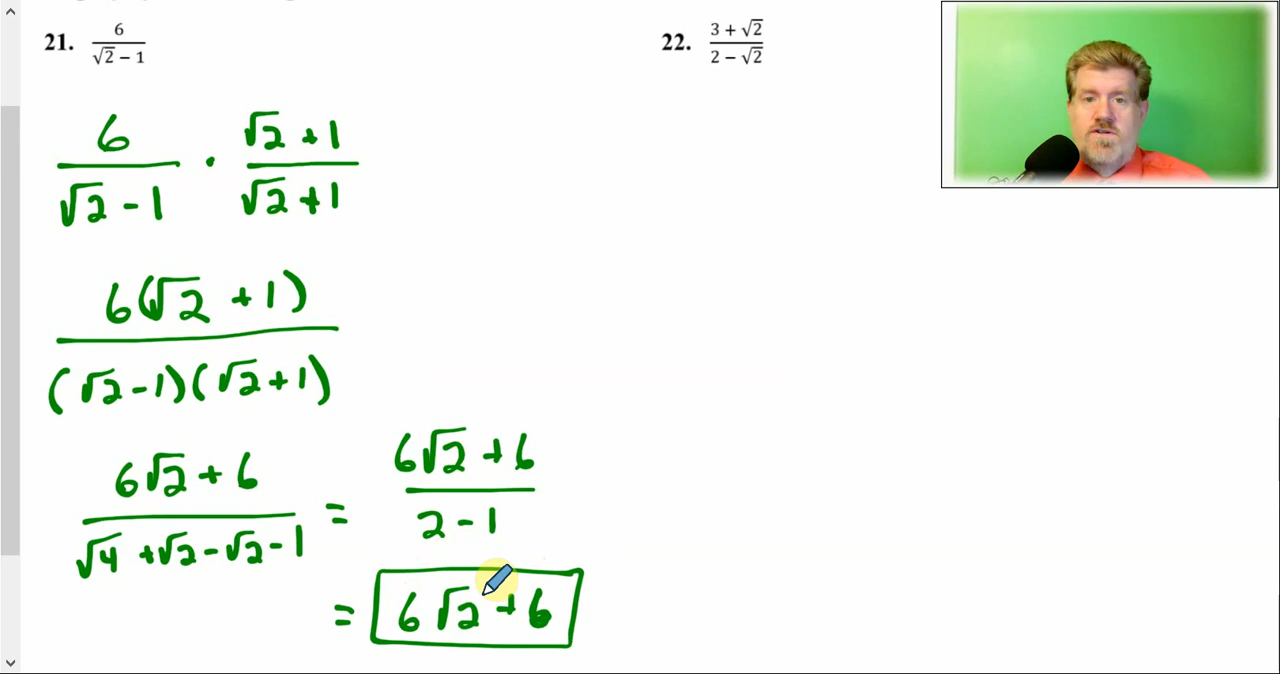 21. 6 / (√2 − 1)
22. (3 + √2) / (2 − √2)
6 / (√2 − 1) · (√2 + 1) / (√2 + 1)
6(√2 + 1) / (√2 − 1)(√2 + 1)
(6√2 + 6) / (√4 + √2 − √2 − 1) = (6√2 + 6) / (2 − 1)
= 6√2 + 6